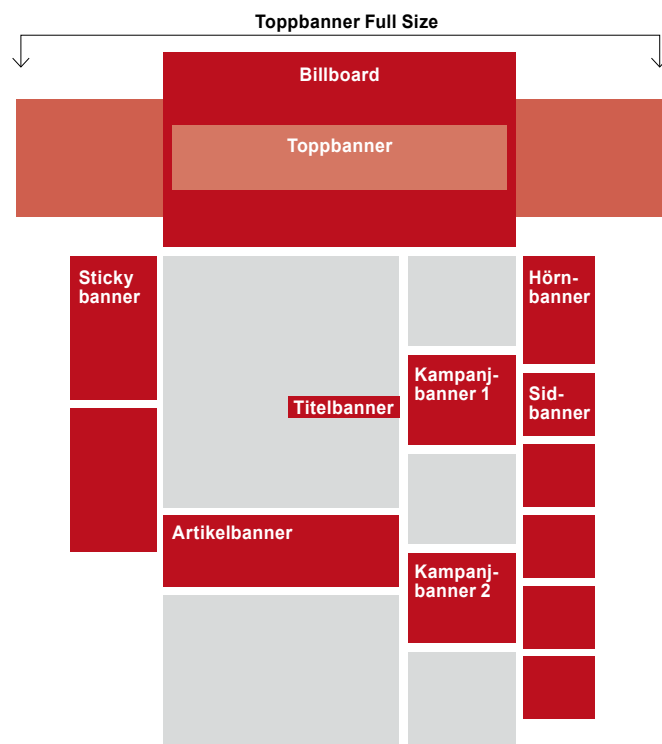 Toppbanner Full Size
Billboard
Toppbanner
Sticky
banner
Hörn-
banner
Titelbanner
Kampanj-
banner 1
Sid-
banner
Artikelbanner
Kampanj-
banner 2